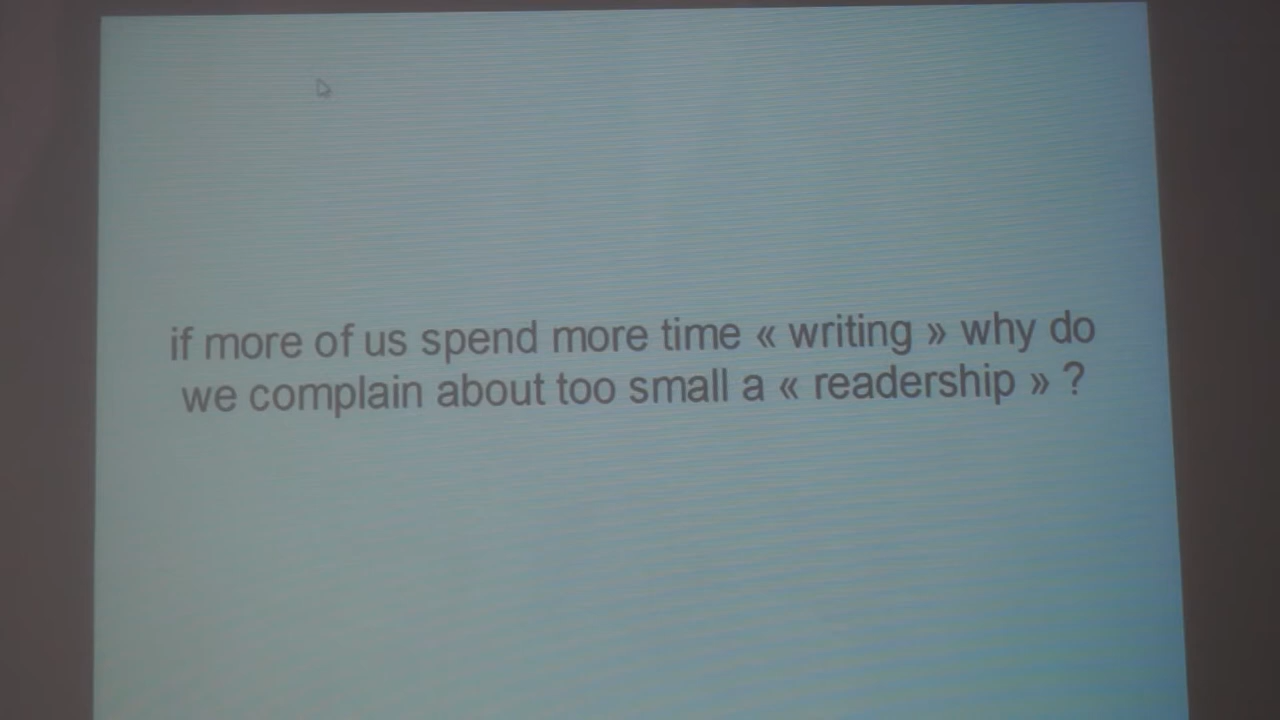 if more of us spend more time « writing » why do
we complain about too small a « readership » ?